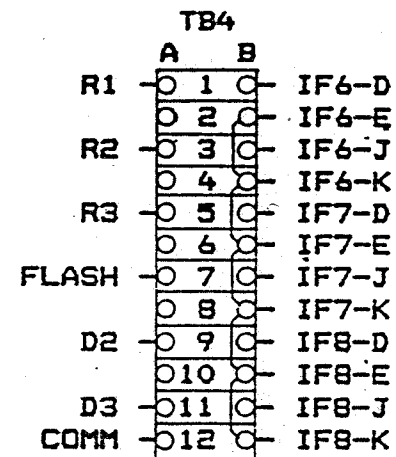 TB4
A B
R1 1 IF6-D
2 IF6-E
R2 3 IF6-J
4 IF6-K
R3 5 IF7-D
6 IF7-E
FLASH 7 IF7-J
8 IF7-K
D2 9 IF8-D
10 IF8-E
D3 11 IF8-J
COMM 12 IF8-K